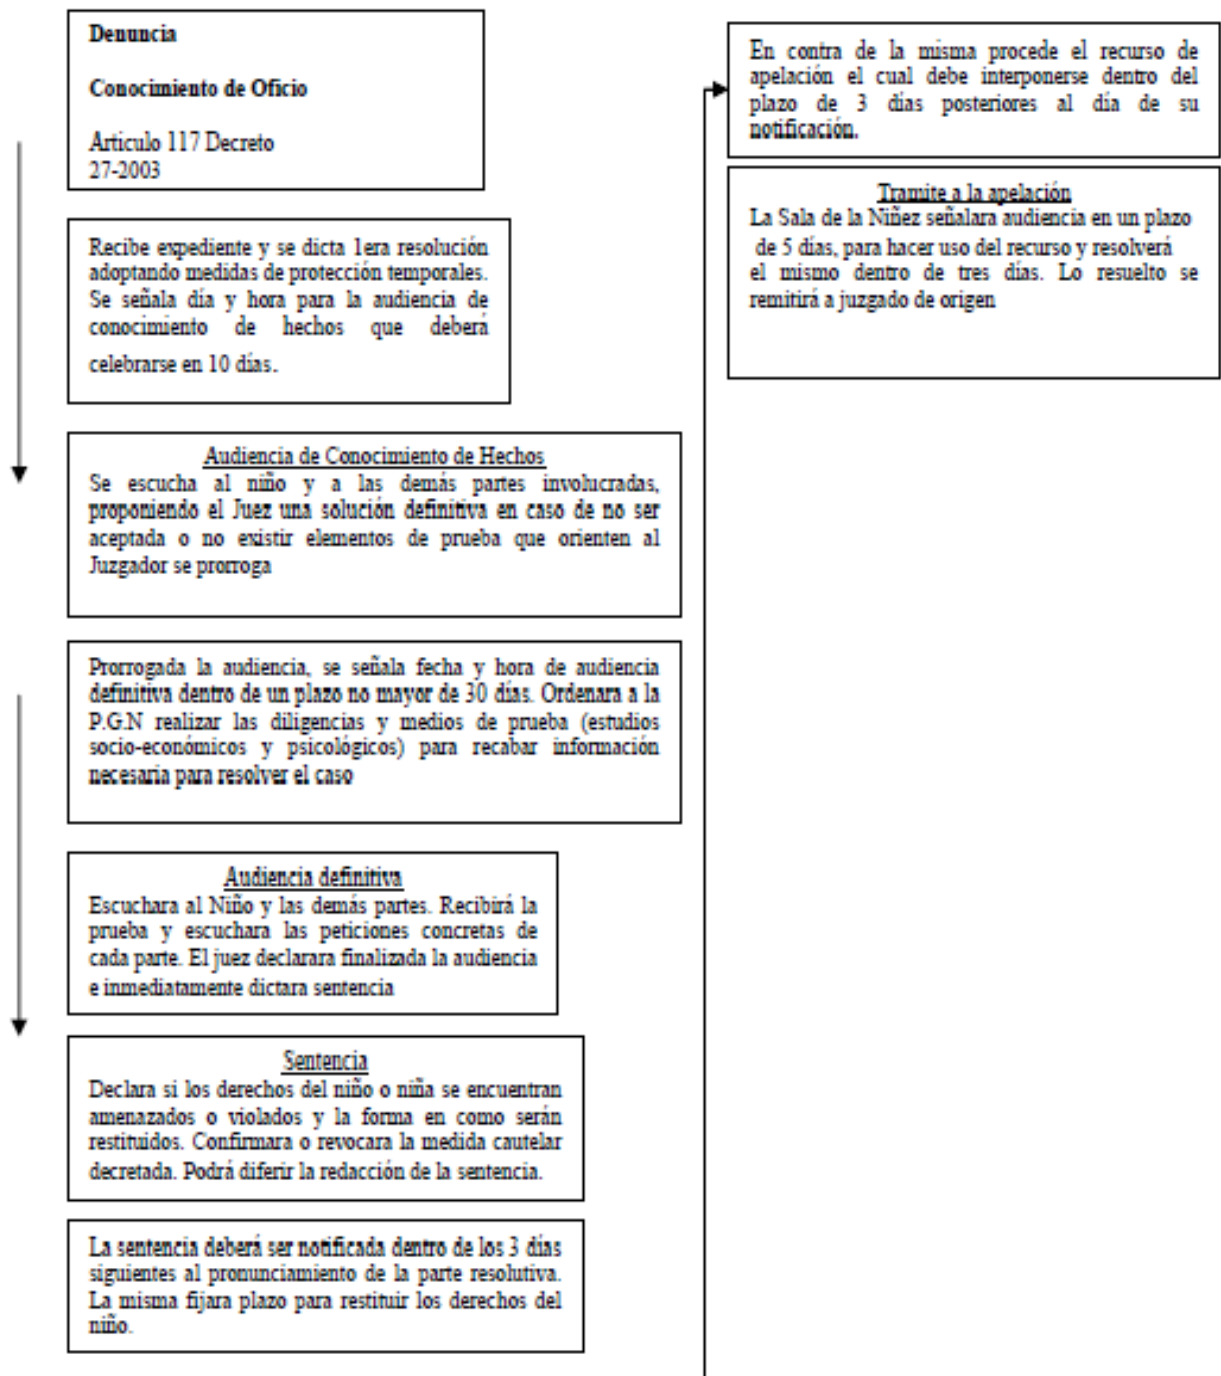 Denuncia
Conocimiento de Oficio
Articulo 117 Decreto
27-2003
Recibe expediente y se dicta 1era resolución
adoptando medidas de protección temporales.
Se señala día y hora para la audiencia de
conocimiento de hechos que deberá
celebrarse en 10 días.
Audiencia de Conocimiento de Hechos
Se escucha al niño y a las demás partes involucradas,
proponiendo el Juez una solución definitiva en caso de no ser
aceptada o no existir elementos de prueba que orienten al
Juzgador se prorroga
Prorrogada la audiencia, se señala fecha y hora de audiencia
definitiva dentro de un plazo no mayor de 30 días. Ordenara a la
P.G.N realizar las diligencias y medios de prueba (estudios
socio-económicos y psicológicos) para recabar información
necesaria para resolver el caso
Audiencia definitiva
Escuchara al Niño y las demás partes. Recibirá la
prueba y escuchara las peticiones concretas de
cada parte. El juez declarara finalizada la audiencia
e inmediatamente dictara sentencia
Sentencia
Declara si los derechos del niño o niña se encuentran
amenazados o violados y la forma en como serán
restituidos. Confirmara o revocara la medida cautelar
decretada. Podrá diferir la redacción de la sentencia.
La sentencia deberá ser notificada dentro de los 3 días
siguientes al pronunciamiento de la parte resolutiva.
La misma fijara plazo para restituir los derechos del
niño.
En contra de la misma procede el recurso de
apelación el cual debe interponerse dentro del
plazo de 3 días posteriores al día de su
notificación.
Tramite a la apelación
La Sala de la Niñez señalara audiencia en un plazo
de 5 días, para hacer uso del recurso y resolverá
el mismo dentro de tres días. Lo resuelto se
remitirá a juzgado de origen